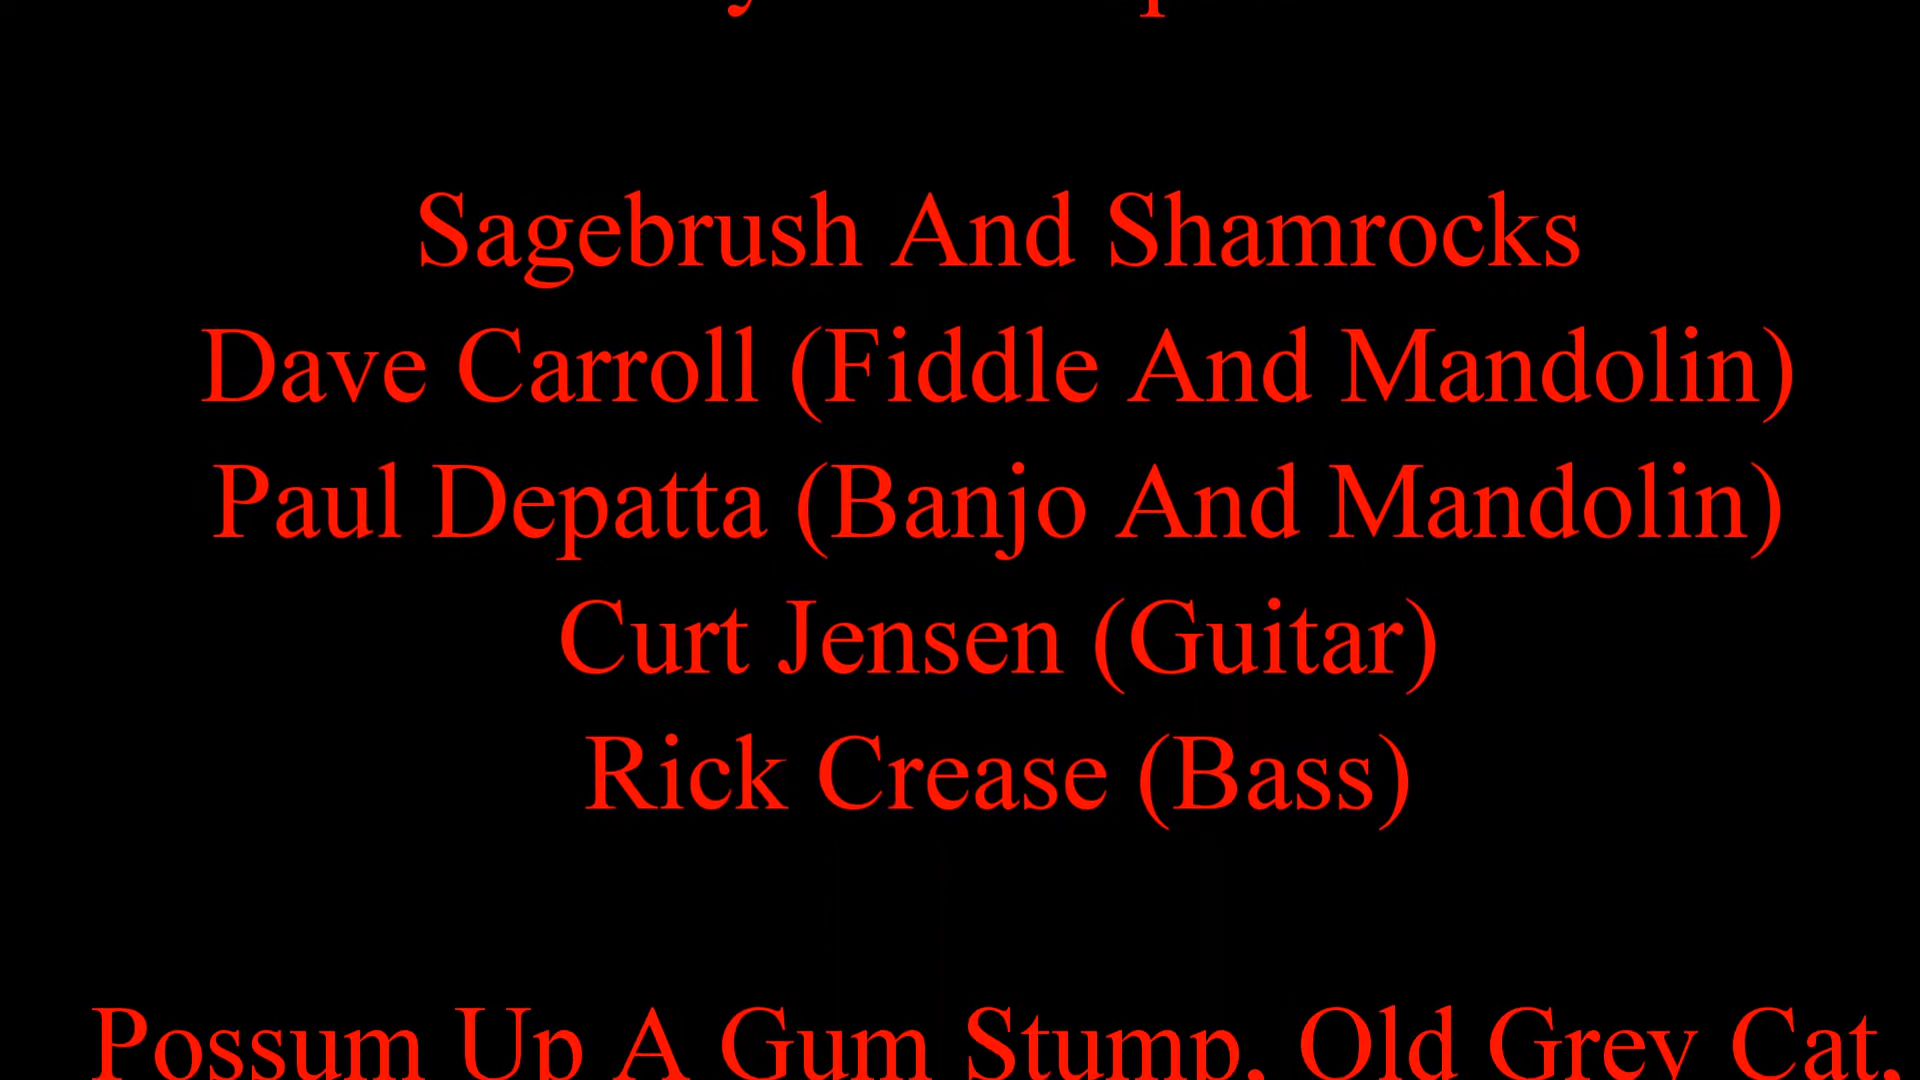 Sagebrush And Shamrocks
Dave Carroll (Fiddle And Mandolin)
Paul Depatta (Banjo And Mandolin)
Curt Jensen (Guitar)
Rick Crease (Bass)
Possum Up A Gum Stump, Old Grey Cat,